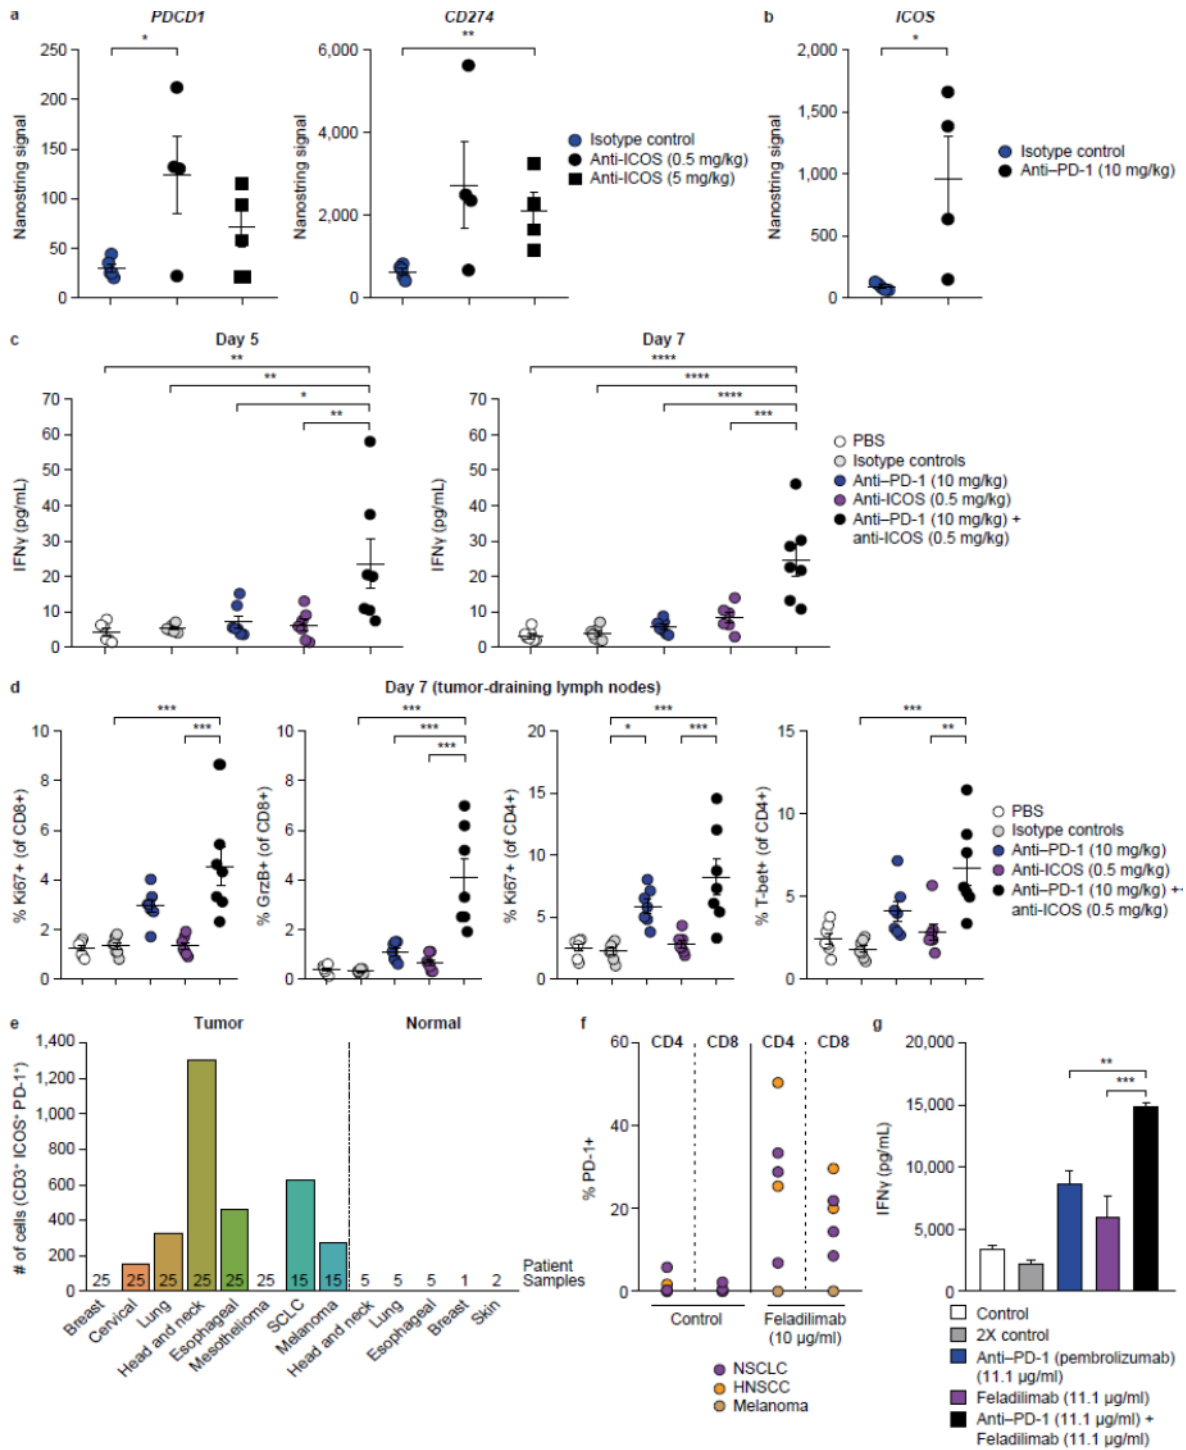 a
PDCD1
CD274
b
ICOS
*
**
*
250
200
150
100
50
0
Nanostring signal
6,000
4,000
2,000
0
Nanostring signal
Isotype control
Anti-ICOS (0.5 mg/kg)
Anti-ICOS (5 mg/kg)
2,000
1,500
1,000
500
0
Nanostring signal
Isotype control
Anti–PD-1 (10 mg/kg)
c
Day 5
Day 7
**
**
*
**
****
****
****
***
70
60
50
40
30
20
10
0
IFNγ (pg/mL)
70
60
50
40
30
20
10
0
IFNγ (pg/mL)
PBS
Isotype controls
Anti–PD-1 (10 mg/kg)
Anti-ICOS (0.5 mg/kg)
Anti–PD-1 (10 mg/kg) +
anti-ICOS (0.5 mg/kg)
d
Day 7 (tumor-draining lymph nodes)
***
***
***
***
***
***
*
***
***
**
10
8
6
4
2
0
% Ki67+ (of CD8+)
10
8
6
4
2
0
% GrzB+ (of CD8+)
20
15
10
5
0
% Ki67+ (of CD4+)
15
10
5
0
% T-bet+ (of CD4+)
PBS
Isotype controls
Anti–PD-1 (10 mg/kg)
Anti-ICOS (0.5 mg/kg)
Anti–PD-1 (10 mg/kg) ++
anti-ICOS (0.5 mg/kg)
e
Tumor
Normal
1,400
1,200
1,000
800
600
400
200
0
# of cells (CD3⁺ ICOS⁺ PD-1⁺)
25 25 25 25 25 25 15 15 5 5 5 1 2
Patient
Samples
Breast
Cervical
Lung
Head and neck
Esophageal
Mesothelioma
SCLC
Melanoma
Head and neck
Lung
Esophageal
Breast
Skin
f
CD4 CD8 CD4 CD8
60
40
20
0
% PD-1+
Control
Feladilimab
(10 µg/ml)
NSCLC
HNSCC
Melanoma
g
**
***
20,000
15,000
10,000
5,000
0
IFNγ (pg/mL)
Control
2X control
Anti–PD-1 (pembrolizumab)
(11.1 µg/ml)
Feladilimab (11.1 µg/ml)
Anti–PD-1 (11.1 µg/ml) +
Feladilimab (11.1 µg/ml)